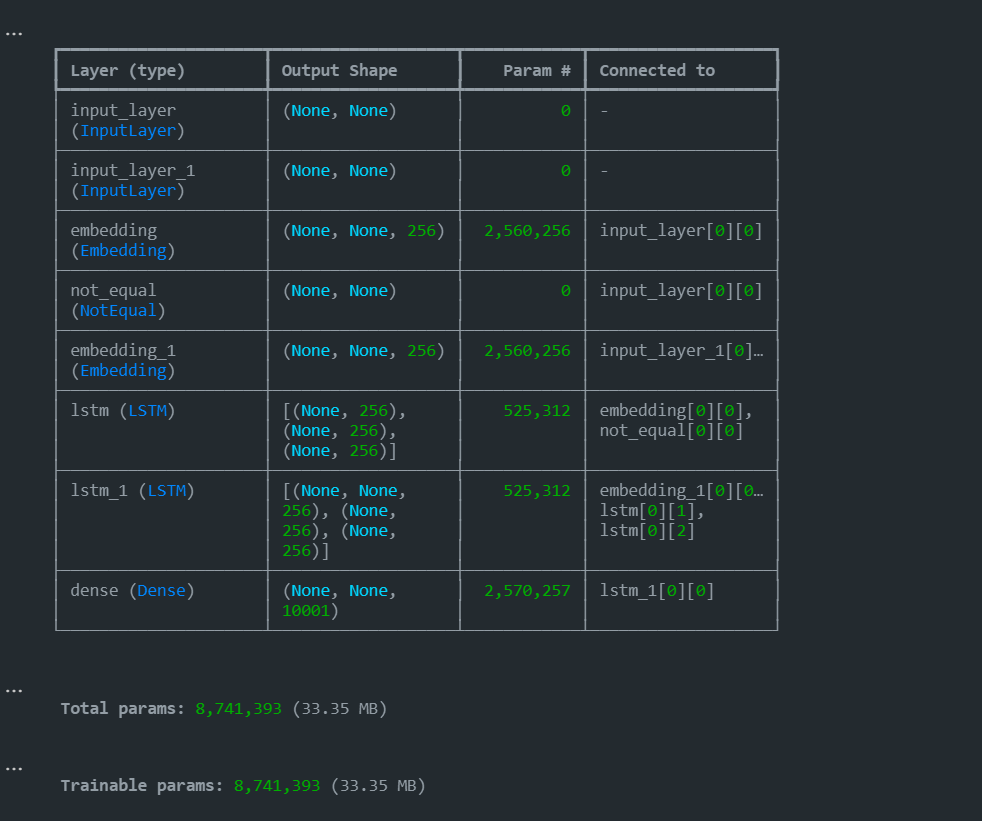 ...
Layer (type) Output Shape Param # Connected to
input_layer (None, None) 0 -
(InputLayer)
input_layer_1 (None, None) 0 -
(InputLayer)
embedding (None, None, 256) 2,560,256 input_layer[0][0]
(Embedding)
not_equal (None, None) 0 input_layer[0][0]
(NotEqual)
embedding_1 (None, None, 256) 2,560,256 input_layer_1[0]…
(Embedding)
lstm (LSTM) [(None, 256), 525,312 embedding[0][0],
(None, 256), not_equal[0][0]
(None, 256)]
lstm_1 (LSTM) [(None, None, 525,312 embedding_1[0][0…
256), (None, lstm[0][1],
256), (None, lstm[0][2]
256)]
dense (Dense) (None, None, 2,570,257 lstm_1[0][0]
10001)
...
Total params: 8,741,393 (33.35 MB)
...
Trainable params: 8,741,393 (33.35 MB)